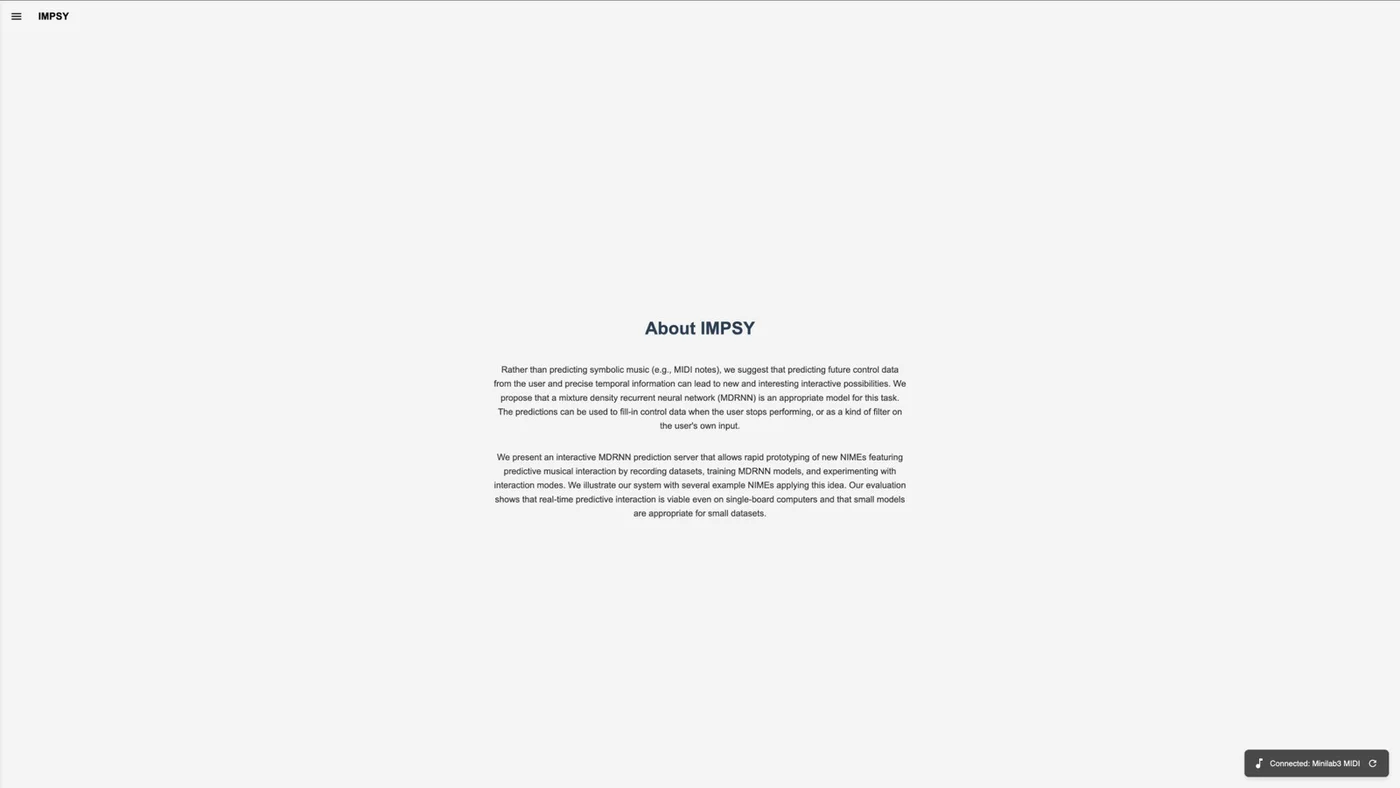 IMPSY
About IMPSY
Rather than predicting symbolic music (e.g., MIDI notes), we suggest that predicting future control data
from the user and precise temporal information can lead to new and interesting interactive possibilities. We
propose that a mixture density recurrent neural network (MDRNN) is an appropriate model for this task.
The predictions can be used to fill-in control data when the user stops performing, or as a kind of filter on
the user's own input.
We present an interactive MDRNN prediction server that allows rapid prototyping of new NIMEs featuring
predictive musical interaction by recording datasets, training MDRNN models, and experimenting with
interaction modes. We illustrate our system with several example NIMEs applying this idea. Our evaluation
shows that real-time predictive interaction is viable even on single-board computers and that small models
are appropriate for small datasets.
Connected: Minilab3 MIDI